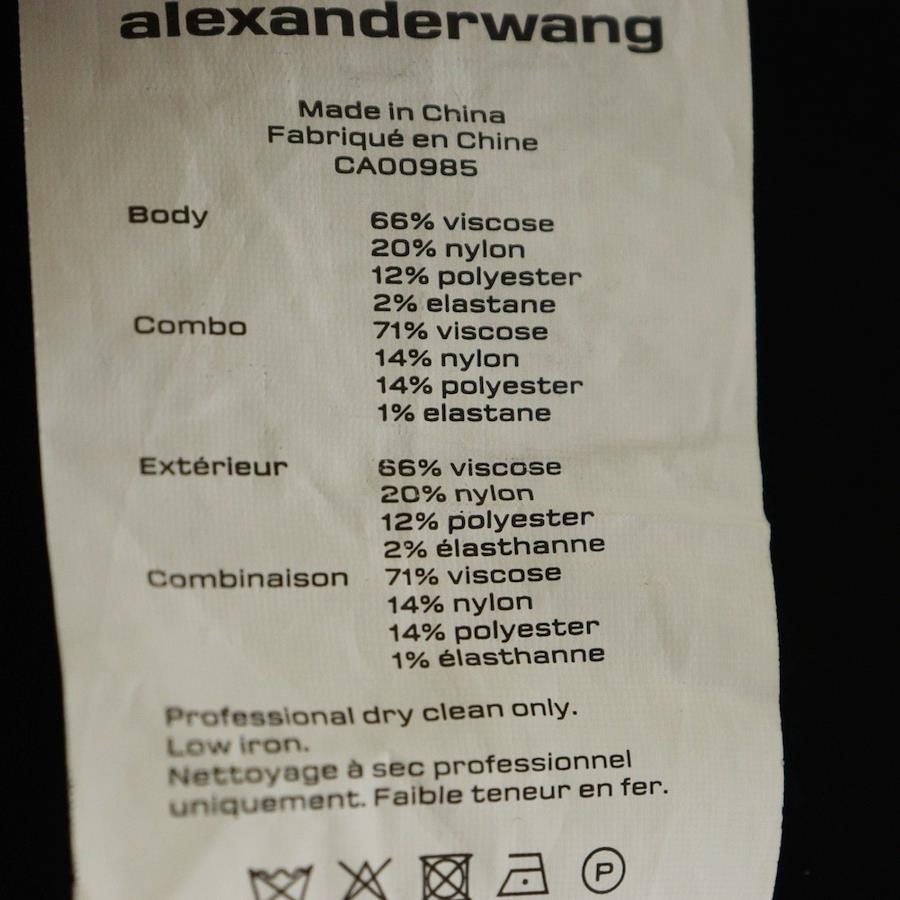 alexanderwang
Made in China
Fabriqué en Chine
CA00985
Body 66% viscose
20% nylon
12% polyester
2% elastane
Combo 71% viscose
14% nylon
14% polyester
1% elastane
Extérieur 66% viscose
20% nylon
12% polyester
2% élasthanne
Combinaison 71% viscose
14% nylon
14% polyester
1% élasthanne
Professional dry clean only.
Low iron.
Nettoyage à sec professionnel
uniquement. Faible teneur en fer.
P